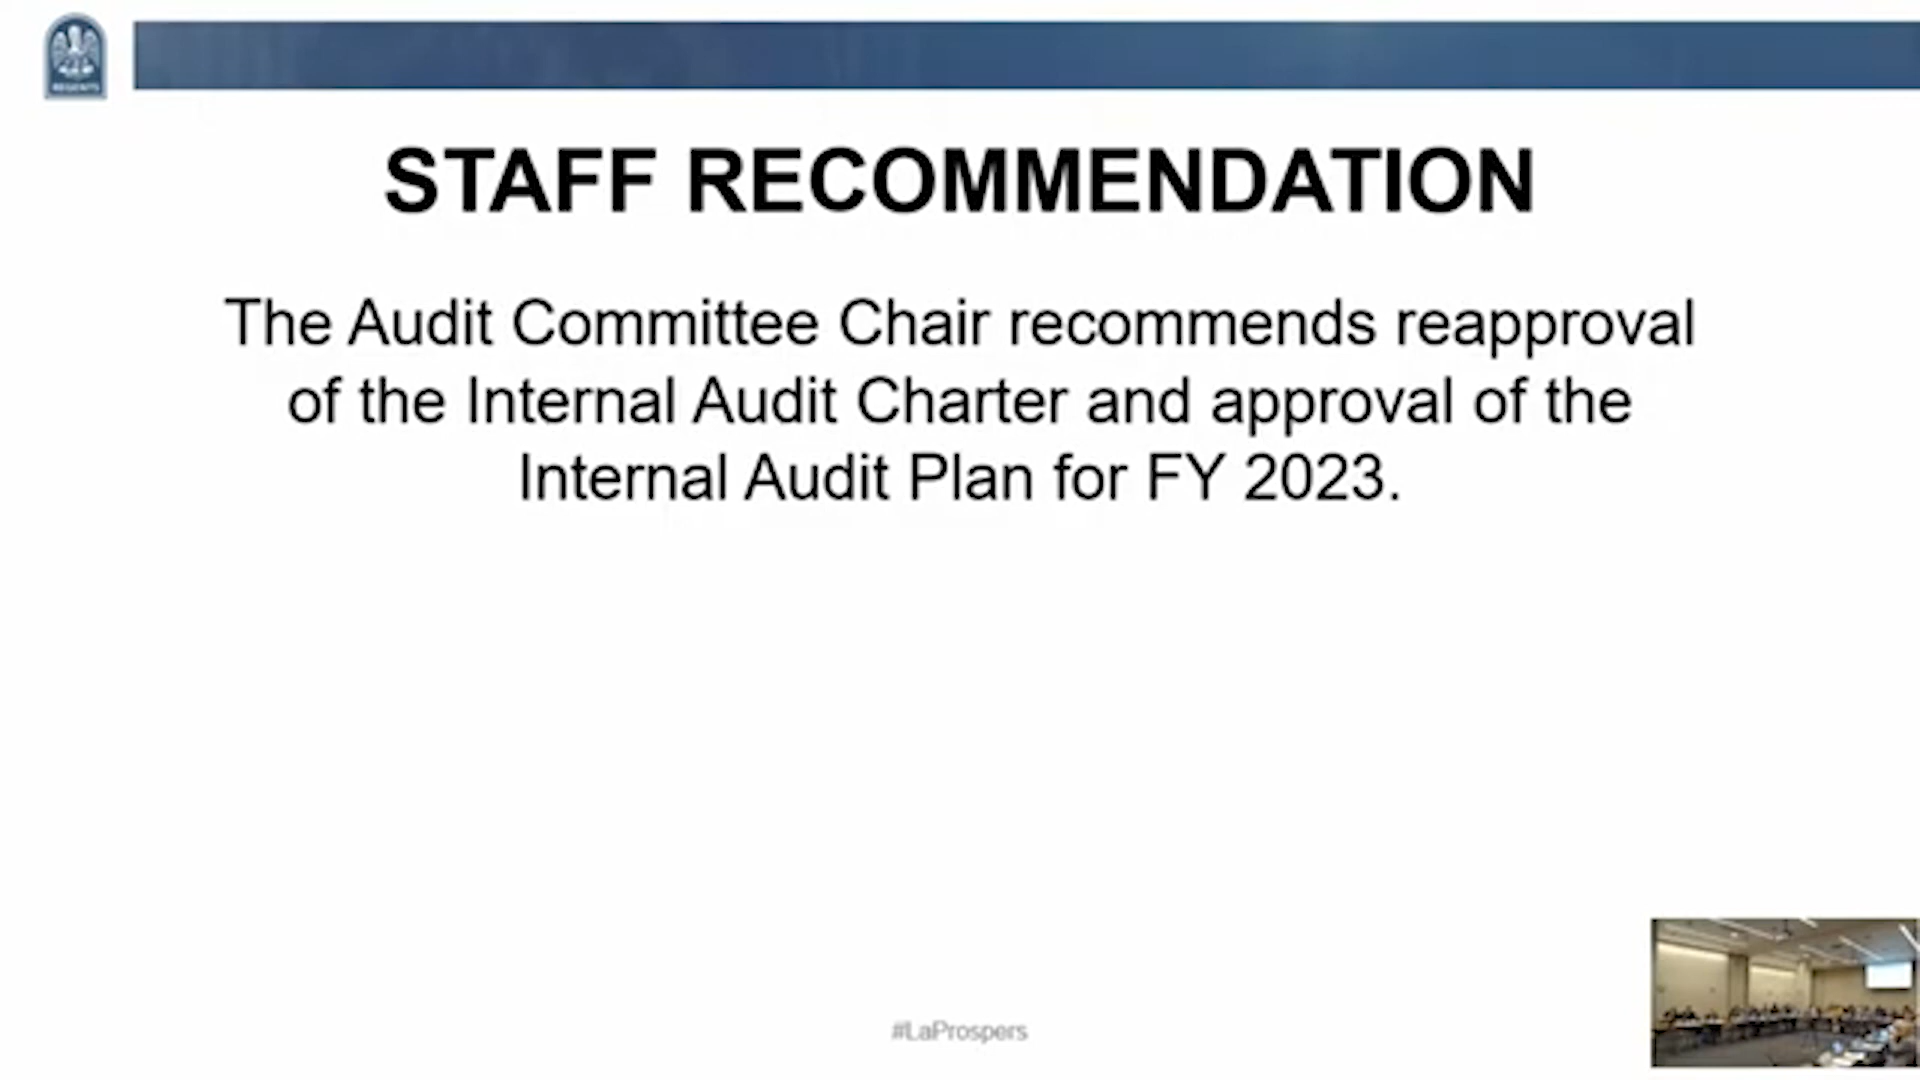 REGENTS
STAFF RECOMMENDATION
The Audit Committee Chair recommends reapproval
of the Internal Audit Charter and approval of the
Internal Audit Plan for FY 2023.
#LaProspers